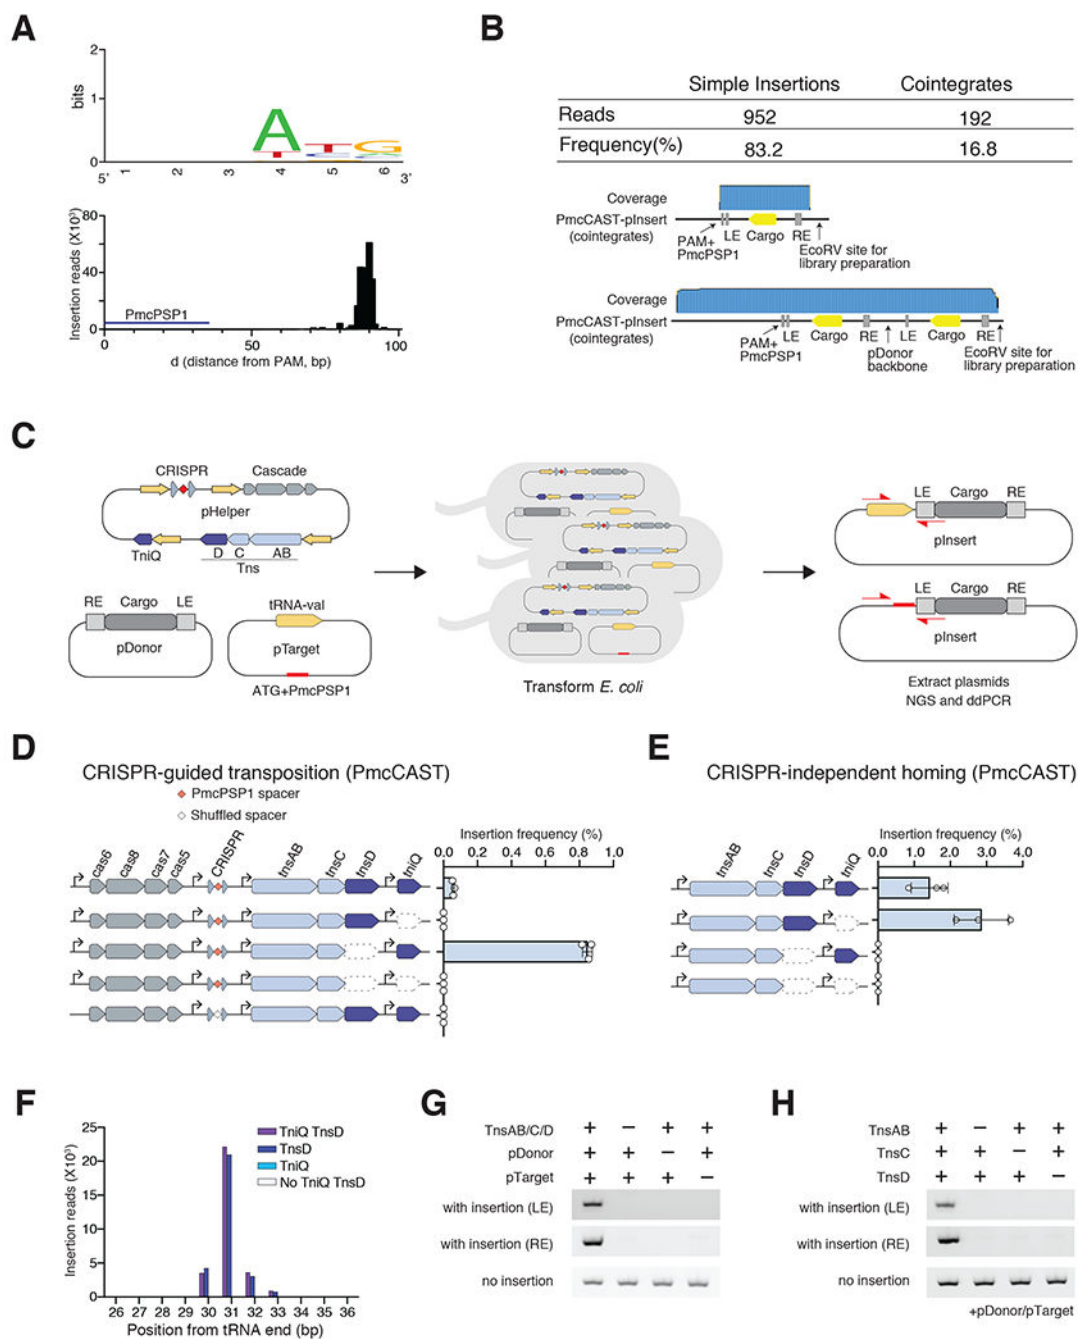 A
2
1
0
bits
5' 1 2 3 4 5 6 3'
ATG
T
80
40
0
Insertion reads (X10³)
PmcPSP1
0 50 100
d (distance from PAM, bp)
B
Simple Insertions Cointegrates
Reads 952 192
Frequency(%) 83.2 16.8
Coverage
PmcCAST-pInsert
(cointegrates)
PAM+
PmcPSP1
LE Cargo RE
EcoRV site for
library preparation
Coverage
PmcCAST-pInsert
(cointegrates)
PAM+
PmcPSP1
LE Cargo RE
pDonor
backbone
LE Cargo RE
EcoRV site for
library preparation
C
CRISPR Cascade
pHelper
TniQ D C AB
Tns
RE Cargo LE
pDonor
tRNA-val
pTarget
ATG+PmcPSP1
Transform E. coli
LE Cargo RE
pInsert
LE Cargo RE
pInsert
Extract plasmids
NGS and ddPCR
D
CRISPR-guided transposition (PmcCAST)
PmcPSP1 spacer
Shuffled spacer
cas6 cas8 cas7 cas5 CRISPR tnsAB tnsC tnsD tniQ
Insertion frequency (%)
0.0 0.2 0.4 0.6 0.8 1.0
E
CRISPR-independent homing (PmcCAST)
tnsAB tnsC tnsD tniQ
Insertion frequency (%)
0.0 1.0 2.0 3.0 4.0
F
25
20
15
10
5
0
Insertion reads (X10³)
TniQ TnsD
TnsD
TniQ
No TniQ TnsD
26 27 28 29 30 31 32 33 34 35 36
Position from tRNA end (bp)
G
TnsAB/C/D + − + +
pDonor + + − +
pTarget + + + −
with insertion (LE)
with insertion (RE)
no insertion
H
TnsAB + − + +
TnsC + + − +
TnsD + + + −
with insertion (LE)
with insertion (RE)
no insertion
+pDonor/pTarget